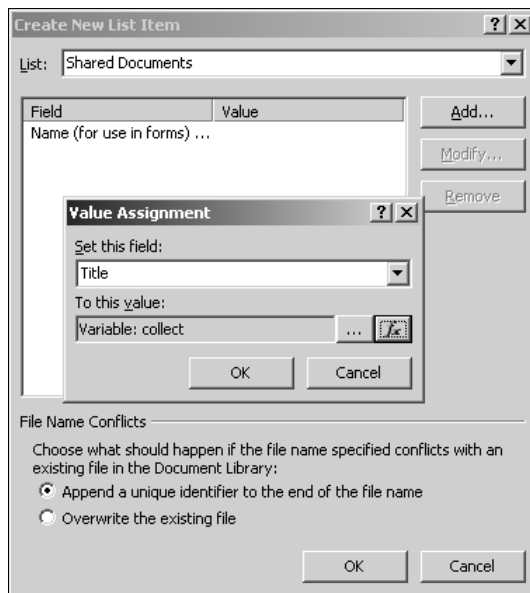 Create New List Item
List: Shared Documents
Field Value
Add...
Name (for use in forms) ...
Modify...
Remove
Value Assignment
Set this field:
Title
To this value:
Variable: collect ... fx
OK Cancel
File Name Conflicts
Choose what should happen if the file name specified conflicts with an
existing file in the Document Library:
Append a unique identifier to the end of the file name
Overwrite the existing file
OK Cancel